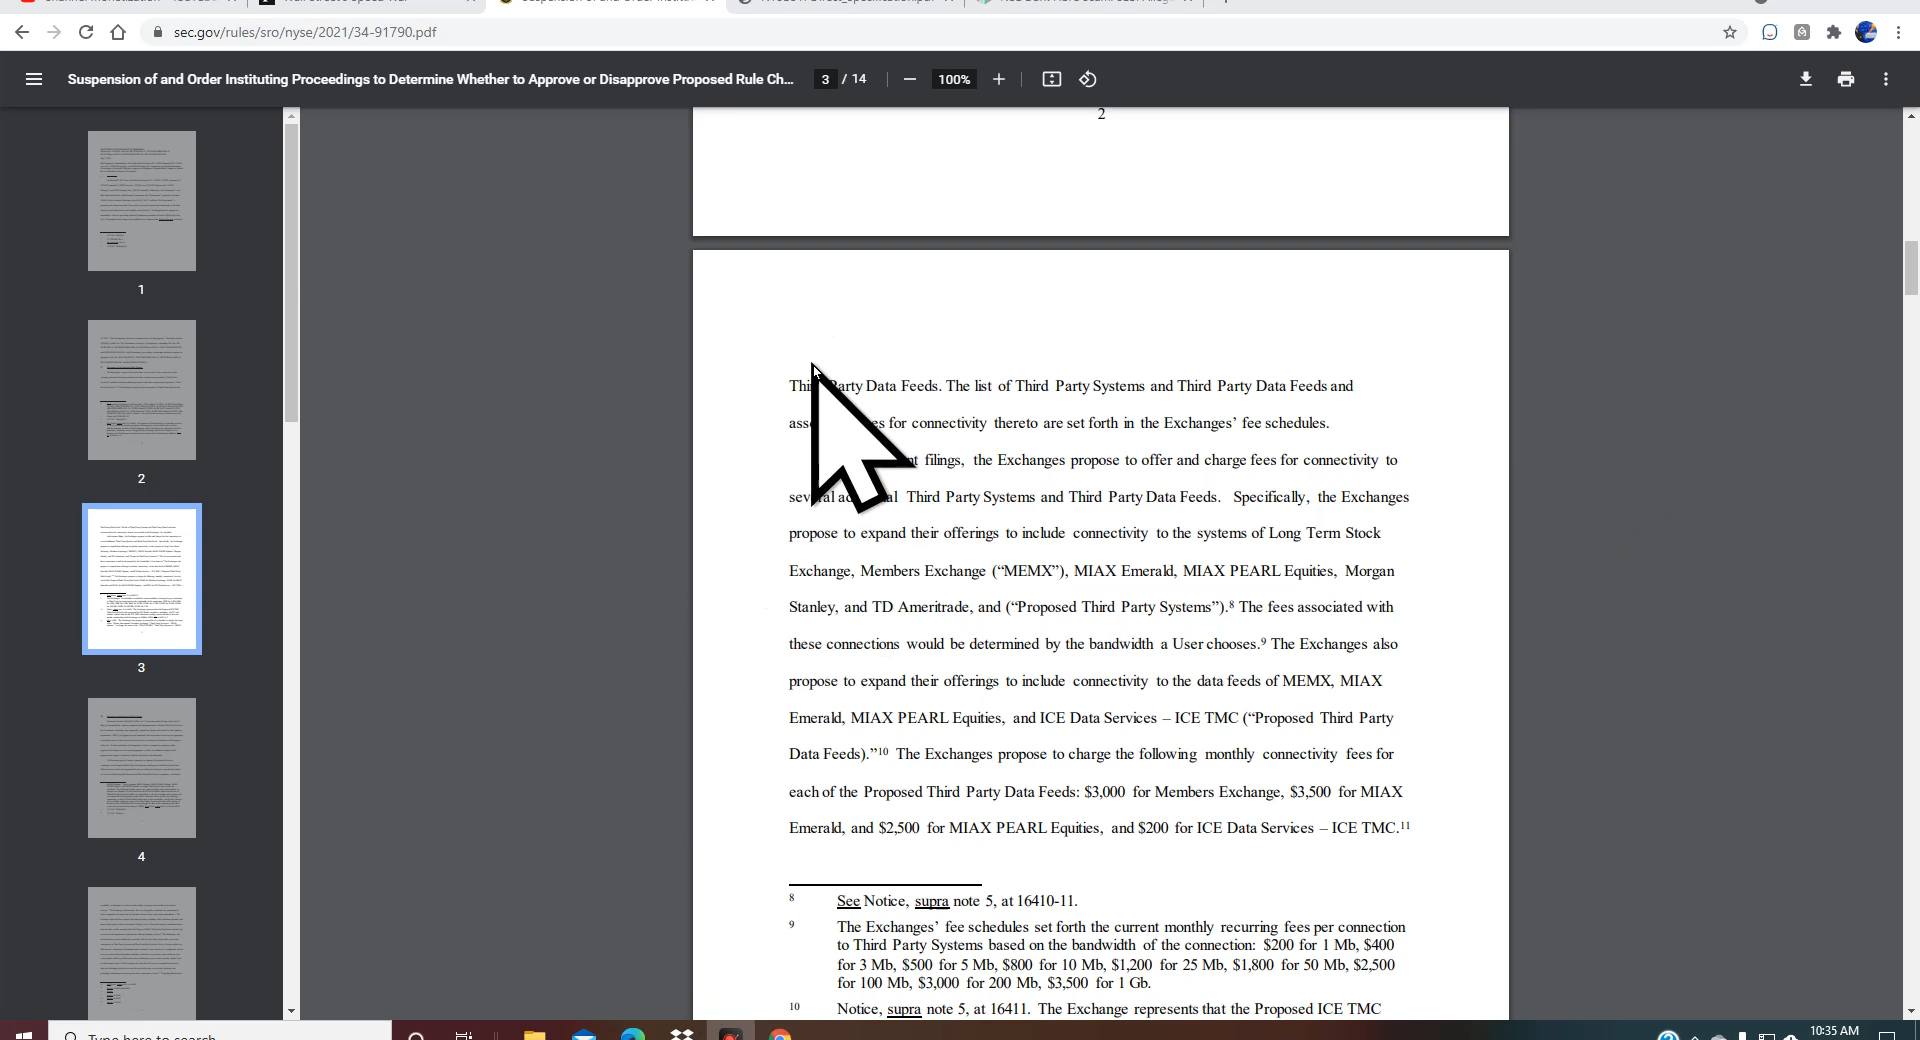 sec.gov/rules/sro/nyse/2021/34-91790.pdf
Suspension of and Order Instituting Proceedings to Determine Whether to Approve or Disapprove Proposed Rule Ch... 3 / 14 100%
2
1
2
3
4
Party Data Feeds. The list of Third Party Systems and Third Party Data Feeds and
for connectivity thereto are set forth in the Exchanges’ fee schedules.
filings, the Exchanges propose to offer and charge fees for connectivity to
Third Party Systems and Third Party Data Feeds. Specifically, the Exchanges
propose to expand their offerings to include connectivity to the systems of Long Term Stock
Exchange, Members Exchange (“MEMX”), MIAX Emerald, MIAX PEARL Equities, Morgan
Stanley, and TD Ameritrade, and (“Proposed Third Party Systems”).8 The fees associated with
these connections would be determined by the bandwidth a User chooses.9 The Exchanges also
propose to expand their offerings to include connectivity to the data feeds of MEMX, MIAX
Emerald, MIAX PEARL Equities, and ICE Data Services – ICE TMC (“Proposed Third Party
Data Feeds).”10 The Exchanges propose to charge the following monthly connectivity fees for
each of the Proposed Third Party Data Feeds: $3,000 for Members Exchange, $3,500 for MIAX
Emerald, and $2,500 for MIAX PEARL Equities, and $200 for ICE Data Services – ICE TMC.11
8 See Notice, supra note 5, at 16410-11.
9 The Exchanges’ fee schedules set forth the current monthly recurring fees per connection
to Third Party Systems based on the bandwidth of the connection: $200 for 1 Mb, $400
for 3 Mb, $500 for 5 Mb, $800 for 10 Mb, $1,200 for 25 Mb, $1,800 for 50 Mb, $2,500
for 100 Mb, $3,000 for 200 Mb, $3,500 for 1 Gb.
10 Notice, supra note 5, at 16411. The Exchange represents that the Proposed ICE TMC
Type here to search
10:35 AM